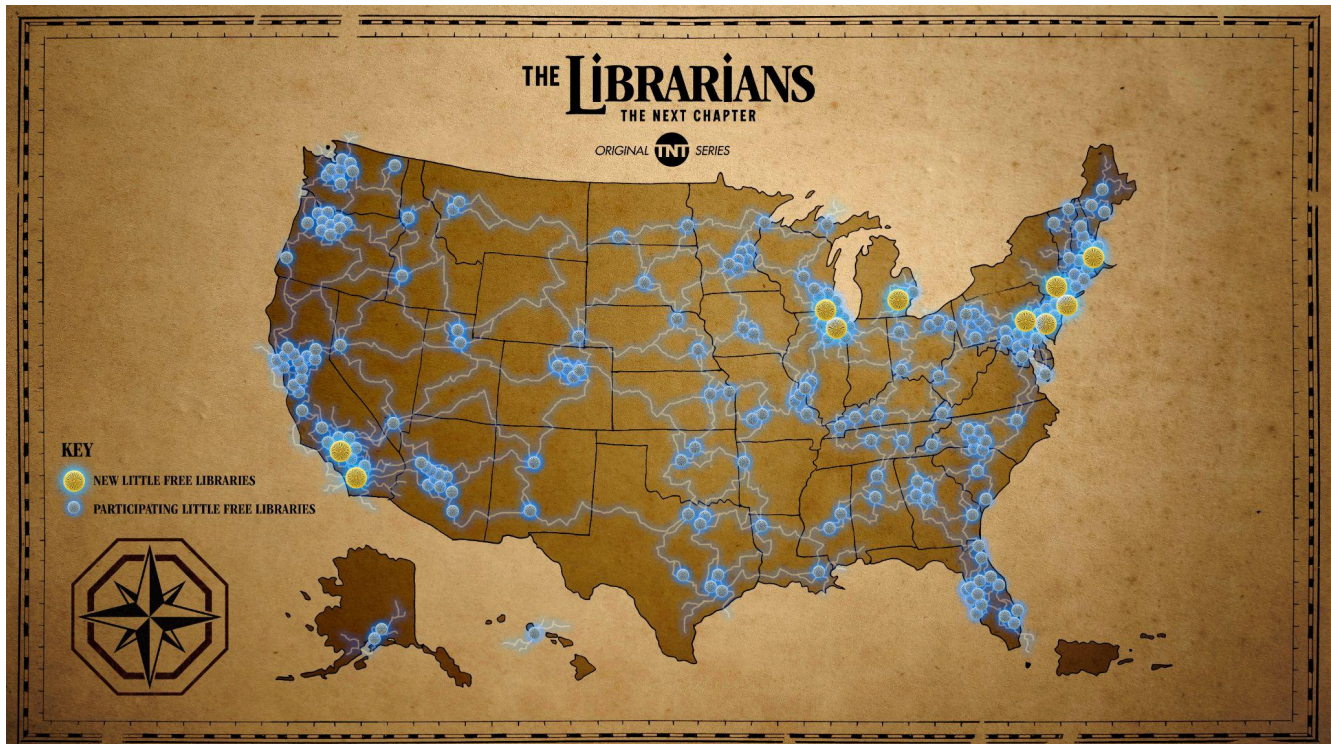 THE LiBRARiANS
THE NEXT CHAPTER
ORIGINAL TNT SERIES
KEY
NEW LITTLE FREE LIBRARIES
PARTICIPATING LITTLE FREE LIBRARIES